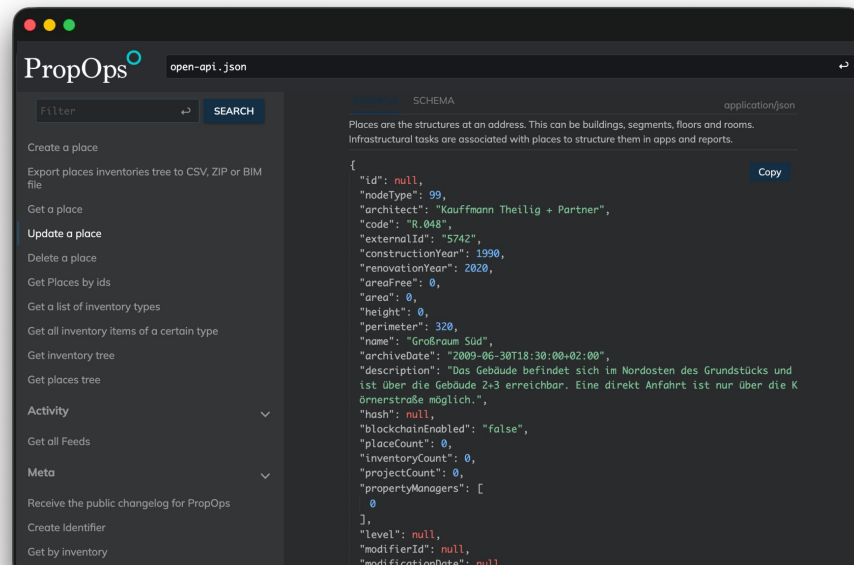 PropOps
open-api.json
Filter
SEARCH
Create a place
Export places inventories tree to CSV, ZIP or BIM
file
Get a place
Update a place
Delete a place
Get Places by ids
Get a list of inventory types
Get all inventory items of a certain type
Get inventory tree
Get places tree
Activity
Get all Feeds
Meta
Receive the public changelog for PropOps
Create Identifier
Get by inventory
SCHEMA
application/json
Places are the structures at an address. This can be buildings, segments, floors and rooms.
Infrastructural tasks are associated with places to structure them in apps and reports.
Copy
{
"id": null,
"nodeType": 99,
"architect": "Kauffmann Theilig + Partner",
"code": "R.048",
"externalId": "5742",
"constructionYear": 1990,
"renovationYear": 2020,
"areaFree": 0,
"area": 0,
"height": 0,
"perimeter": 320,
"name": "Großraum Süd",
"archiveDate": "2009-06-30T18:30:00+02:00",
"description": "Das Gebäude befindet sich im Nordosten des Grundstücks und
ist über die Gebäude 2+3 erreichbar. Eine direkt Anfahrt ist nur über die K
örnerstraße möglich.",
"hash": null,
"blockchainEnabled": "false",
"placeCount": 0,
"inventoryCount": 0,
"projectCount": 0,
"propertyManagers": [
0
],
"level": null,
"modifierId": null,
"modificationDate": null